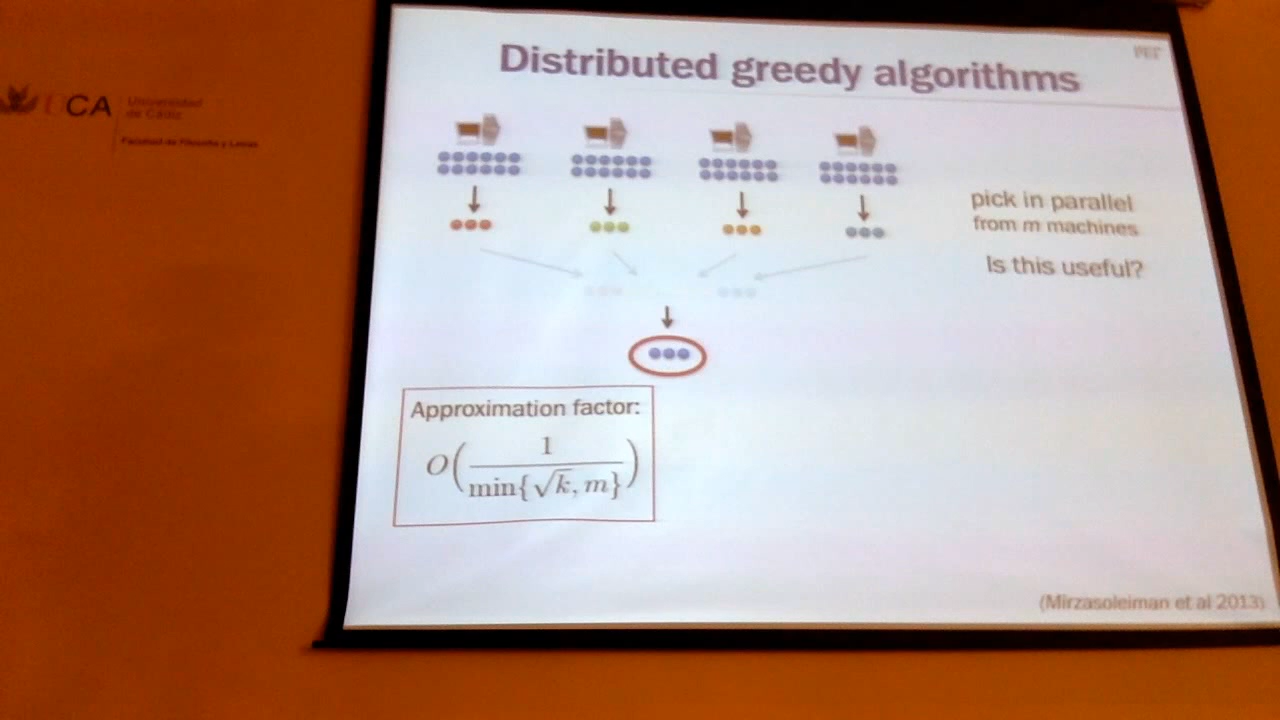 UCA
Universidad
de Cádiz
Facultad de Filosofía y Letras
Distributed greedy algorithms
pick in parallel
from m machines
Is this useful?
Approximation factor:
O(1/min{√k, m})
(Mirzasoleiman et al 2013)